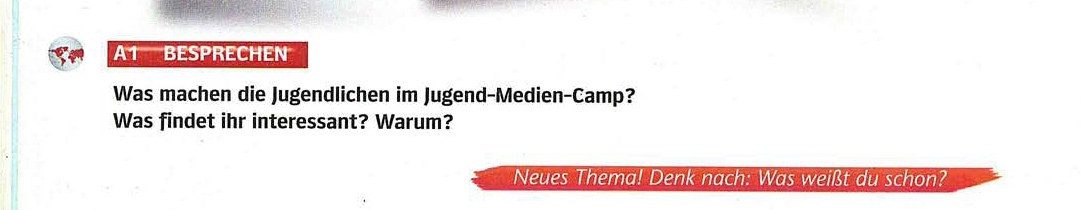 A1 BESPRECHEN
Was machen die Jugendlichen im Jugend-Medien-Camp?
Was findet ihr interessant? Warum?
Neues Thema! Denk nach: Was weißt du schon?